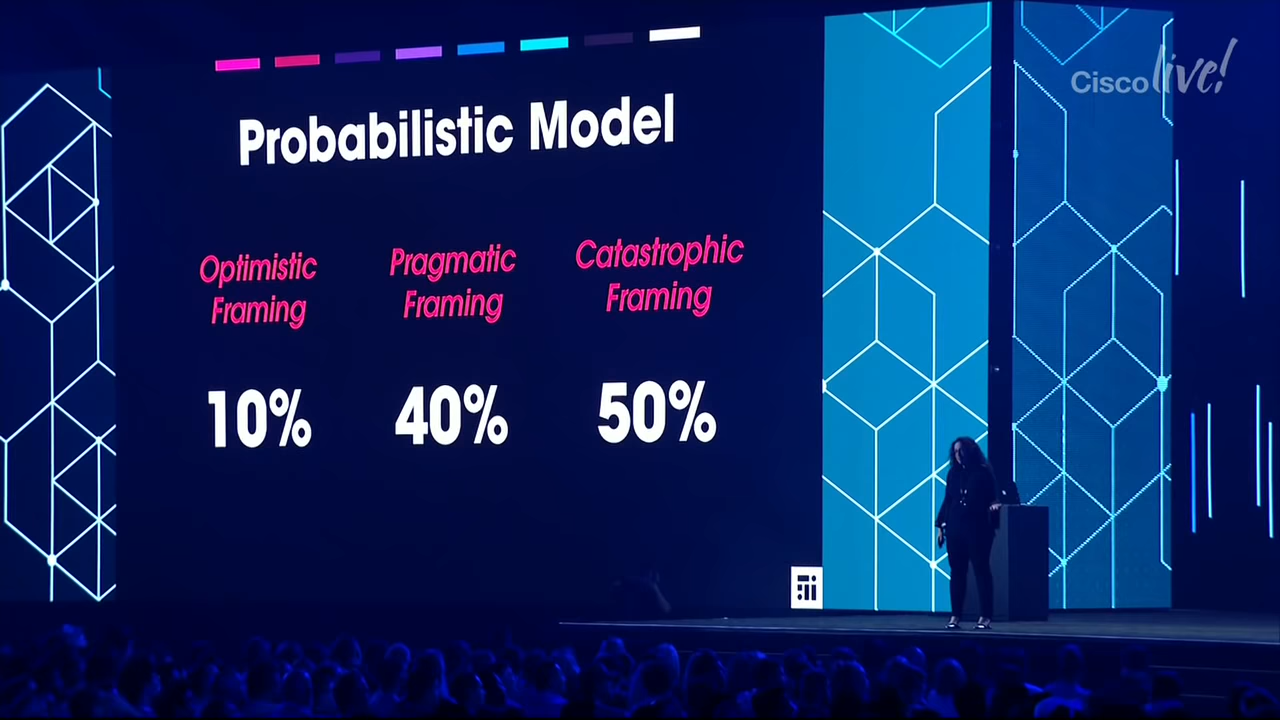 Cisco live!
Probabilistic Model
Optimistic
Framing
Pragmatic
Framing
Catastrophic
Framing
10%
40%
50%